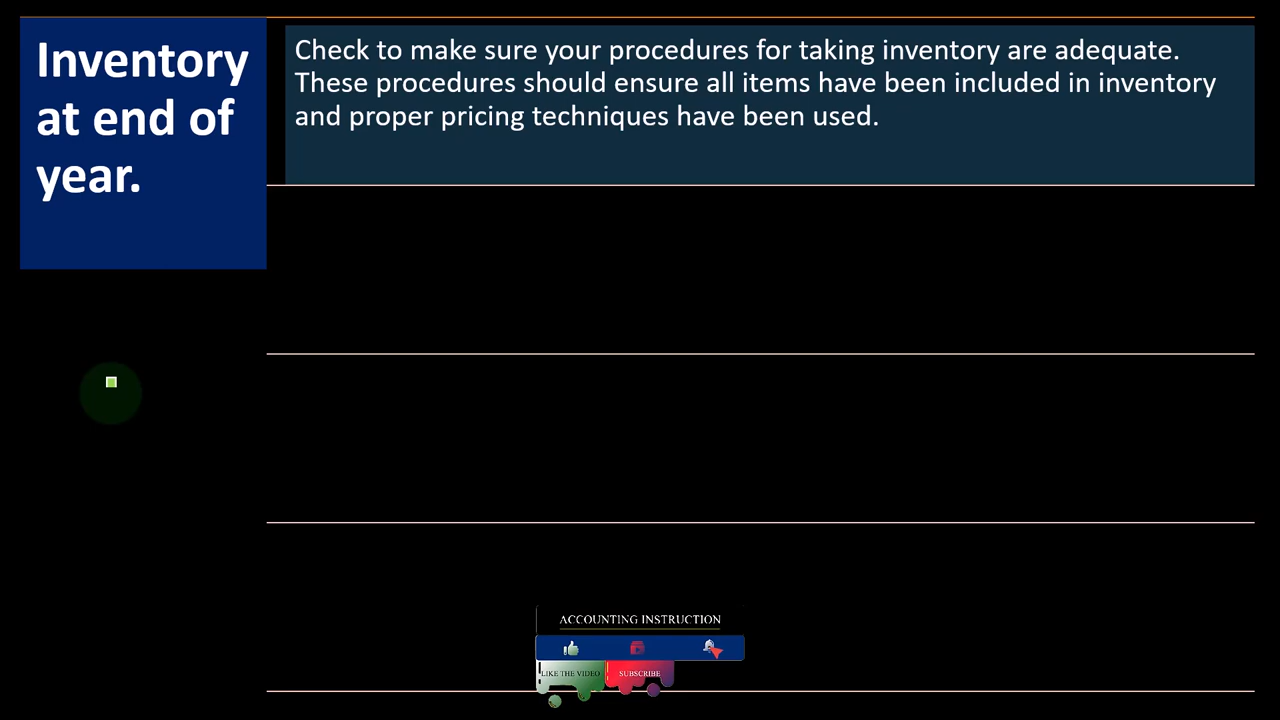 Inventory
at end of
year.
Check to make sure your procedures for taking inventory are adequate.
These procedures should ensure all items have been included in inventory
and proper pricing techniques have been used.
ACCOUNTING INSTRUCTION
LIKE THE VIDEO
SUBSCRIBE